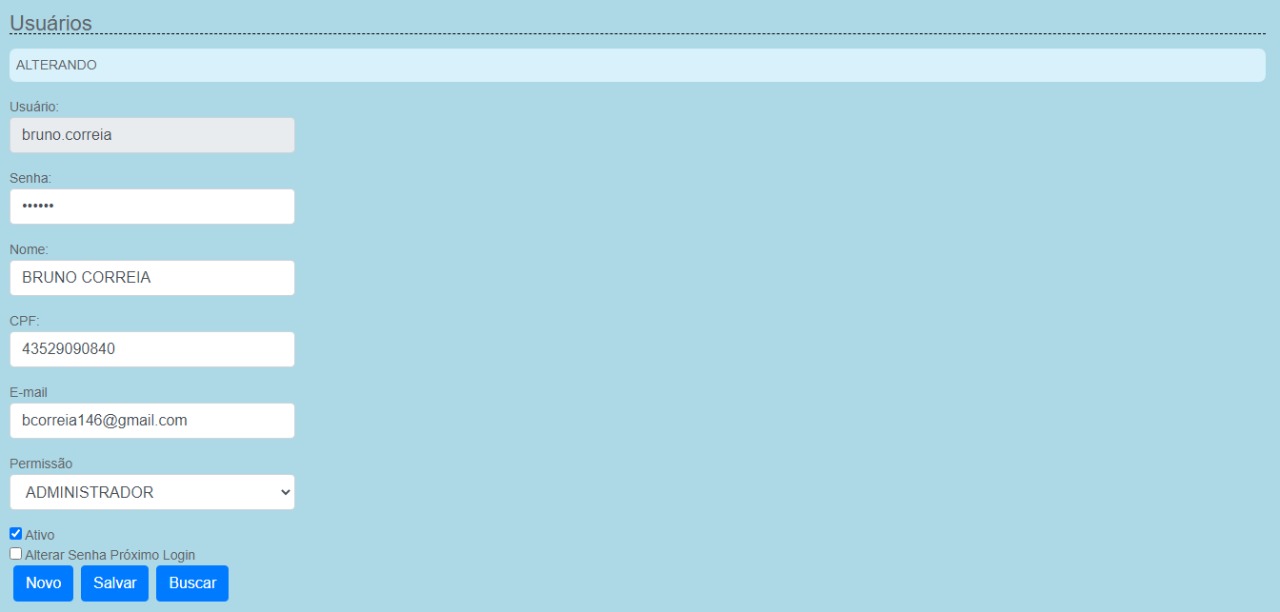 Usuários
ALTERANDO
Usuário:
bruno.correia
Senha:
••••••
Nome:
BRUNO CORREIA
CPF:
43529090840
E-mail
bcorreia146@gmail.com
Permissão
ADMINISTRADOR
Ativo
Alterar Senha Próximo Login
Novo Salvar Buscar